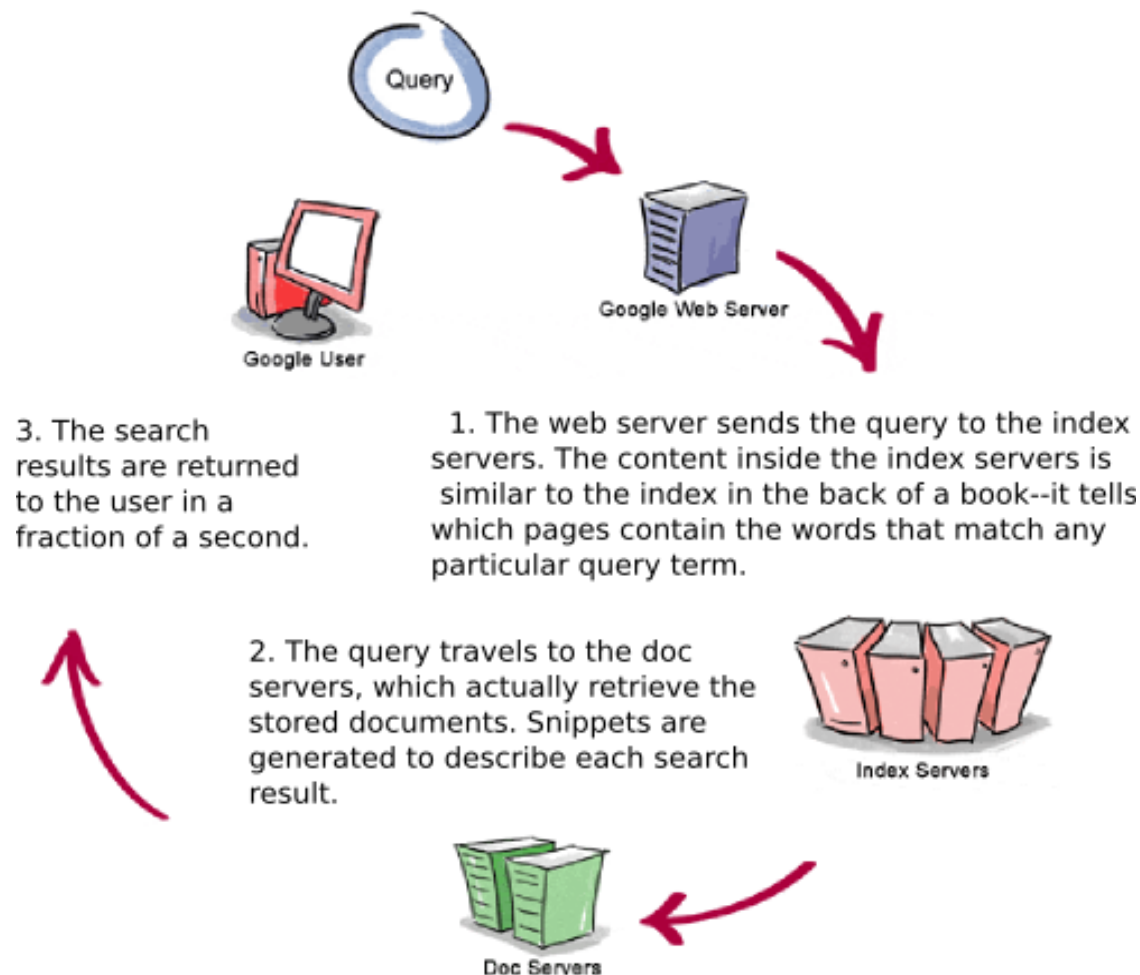 Query
Google Web Server
Google User
1. The web server sends the query to the index
servers. The content inside the index servers is
similar to the index in the back of a book--it tells
which pages contain the words that match any
particular query term.
Index Servers
2. The query travels to the doc
servers, which actually retrieve the
stored documents. Snippets are
generated to describe each search
result.
Doc Servers
3. The search
results are returned
to the user in a
fraction of a second.